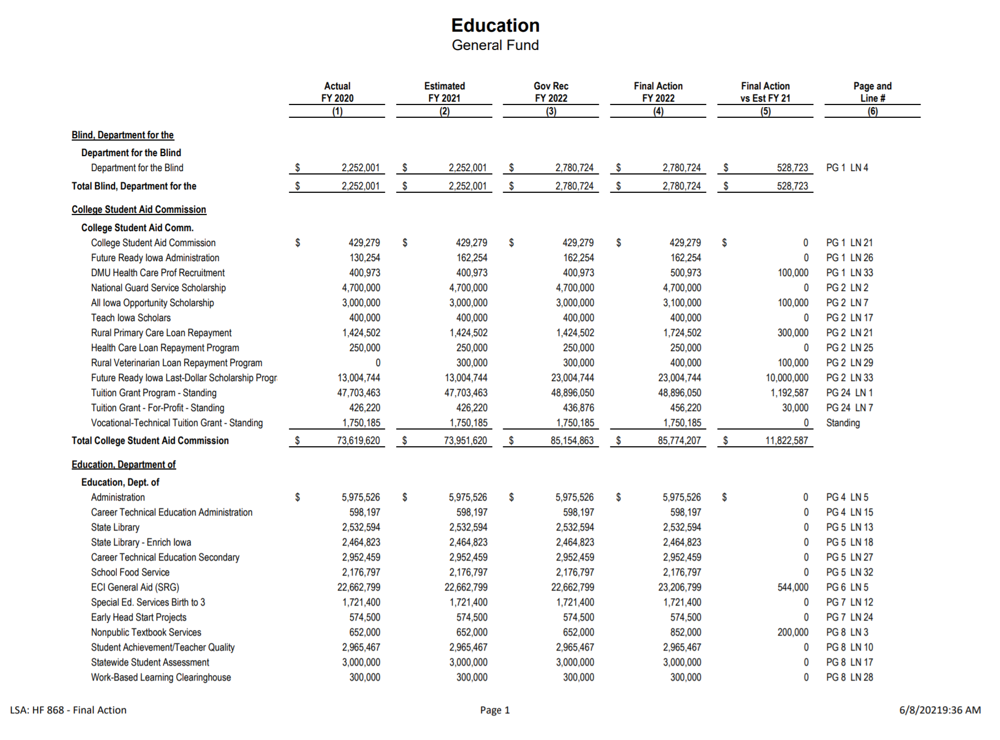 Education
General Fund
Actual Estimated Gov Rec Final Action Final Action Page and
FY 2020 FY 2021 FY 2022 FY 2022 vs Est FY 21 Line #
(1) (2) (3) (4) (5) (6)
Blind, Department for the
Department for the Blind
Department for the Blind $ 2,252,001 $ 2,252,001 $ 2,780,724 $ 2,780,724 $ 528,723 PG 1 LN 4
Total Blind, Department for the $ 2,252,001 $ 2,252,001 $ 2,780,724 $ 2,780,724 $ 528,723
College Student Aid Commission
College Student Aid Comm.
College Student Aid Commission $ 429,279 $ 429,279 $ 429,279 $ 429,279 $ 0 PG 1 LN 21
Future Ready Iowa Administration 130,254 162,254 162,254 162,254 0 PG 1 LN 26
DMU Health Care Prof Recruitment 400,973 400,973 400,973 500,973 100,000 PG 1 LN 33
National Guard Service Scholarship 4,700,000 4,700,000 4,700,000 4,700,000 0 PG 2 LN 2
All Iowa Opportunity Scholarship 3,000,000 3,000,000 3,000,000 3,100,000 100,000 PG 2 LN 7
Teach Iowa Scholars 400,000 400,000 400,000 400,000 0 PG 2 LN 17
Rural Primary Care Loan Repayment 1,424,502 1,424,502 1,424,502 1,724,502 300,000 PG 2 LN 21
Health Care Loan Repayment Program 250,000 250,000 250,000 250,000 0 PG 2 LN 25
Rural Veterinarian Loan Repayment Program 0 300,000 300,000 400,000 100,000 PG 2 LN 29
Future Ready Iowa Last-Dollar Scholarship Progr 13,004,744 13,004,744 23,004,744 23,004,744 10,000,000 PG 2 LN 33
Tuition Grant Program - Standing 47,703,463 47,703,463 48,896,050 48,896,050 1,192,587 PG 24 LN 1
Tuition Grant - For-Profit - Standing 426,220 426,220 436,876 456,220 30,000 PG 24 LN 7
Vocational-Technical Tuition Grant - Standing 1,750,185 1,750,185 1,750,185 1,750,185 0 Standing
Total College Student Aid Commission $ 73,619,620 $ 73,951,620 $ 85,154,863 $ 85,774,207 $ 11,822,587
Education, Department of
Education, Dept. of
Administration $ 5,975,526 $ 5,975,526 $ 5,975,526 $ 5,975,526 $ 0 PG 4 LN 5
Career Technical Education Administration 598,197 598,197 598,197 598,197 0 PG 4 LN 15
State Library 2,532,594 2,532,594 2,532,594 2,532,594 0 PG 5 LN 13
State Library - Enrich Iowa 2,464,823 2,464,823 2,464,823 2,464,823 0 PG 5 LN 18
Career Technical Education Secondary 2,952,459 2,952,459 2,952,459 2,952,459 0 PG 5 LN 27
School Food Service 2,176,797 2,176,797 2,176,797 2,176,797 0 PG 5 LN 32
ECI General Aid (SRG) 22,662,799 22,662,799 22,662,799 23,206,799 544,000 PG 6 LN 5
Special Ed. Services Birth to 3 1,721,400 1,721,400 1,721,400 1,721,400 0 PG 7 LN 12
Early Head Start Projects 574,500 574,500 574,500 574,500 0 PG 7 LN 24
Nonpublic Textbook Services 652,000 652,000 652,000 852,000 200,000 PG 8 LN 3
Student Achievement/Teacher Quality 2,965,467 2,965,467 2,965,467 2,965,467 0 PG 8 LN 10
Statewide Student Assessment 3,000,000 3,000,000 3,000,000 3,000,000 0 PG 8 LN 17
Work-Based Learning Clearinghouse 300,000 300,000 300,000 300,000 0 PG 8 LN 28
LSA: HF 868 - Final Action Page 1 6/8/20219:36 AM